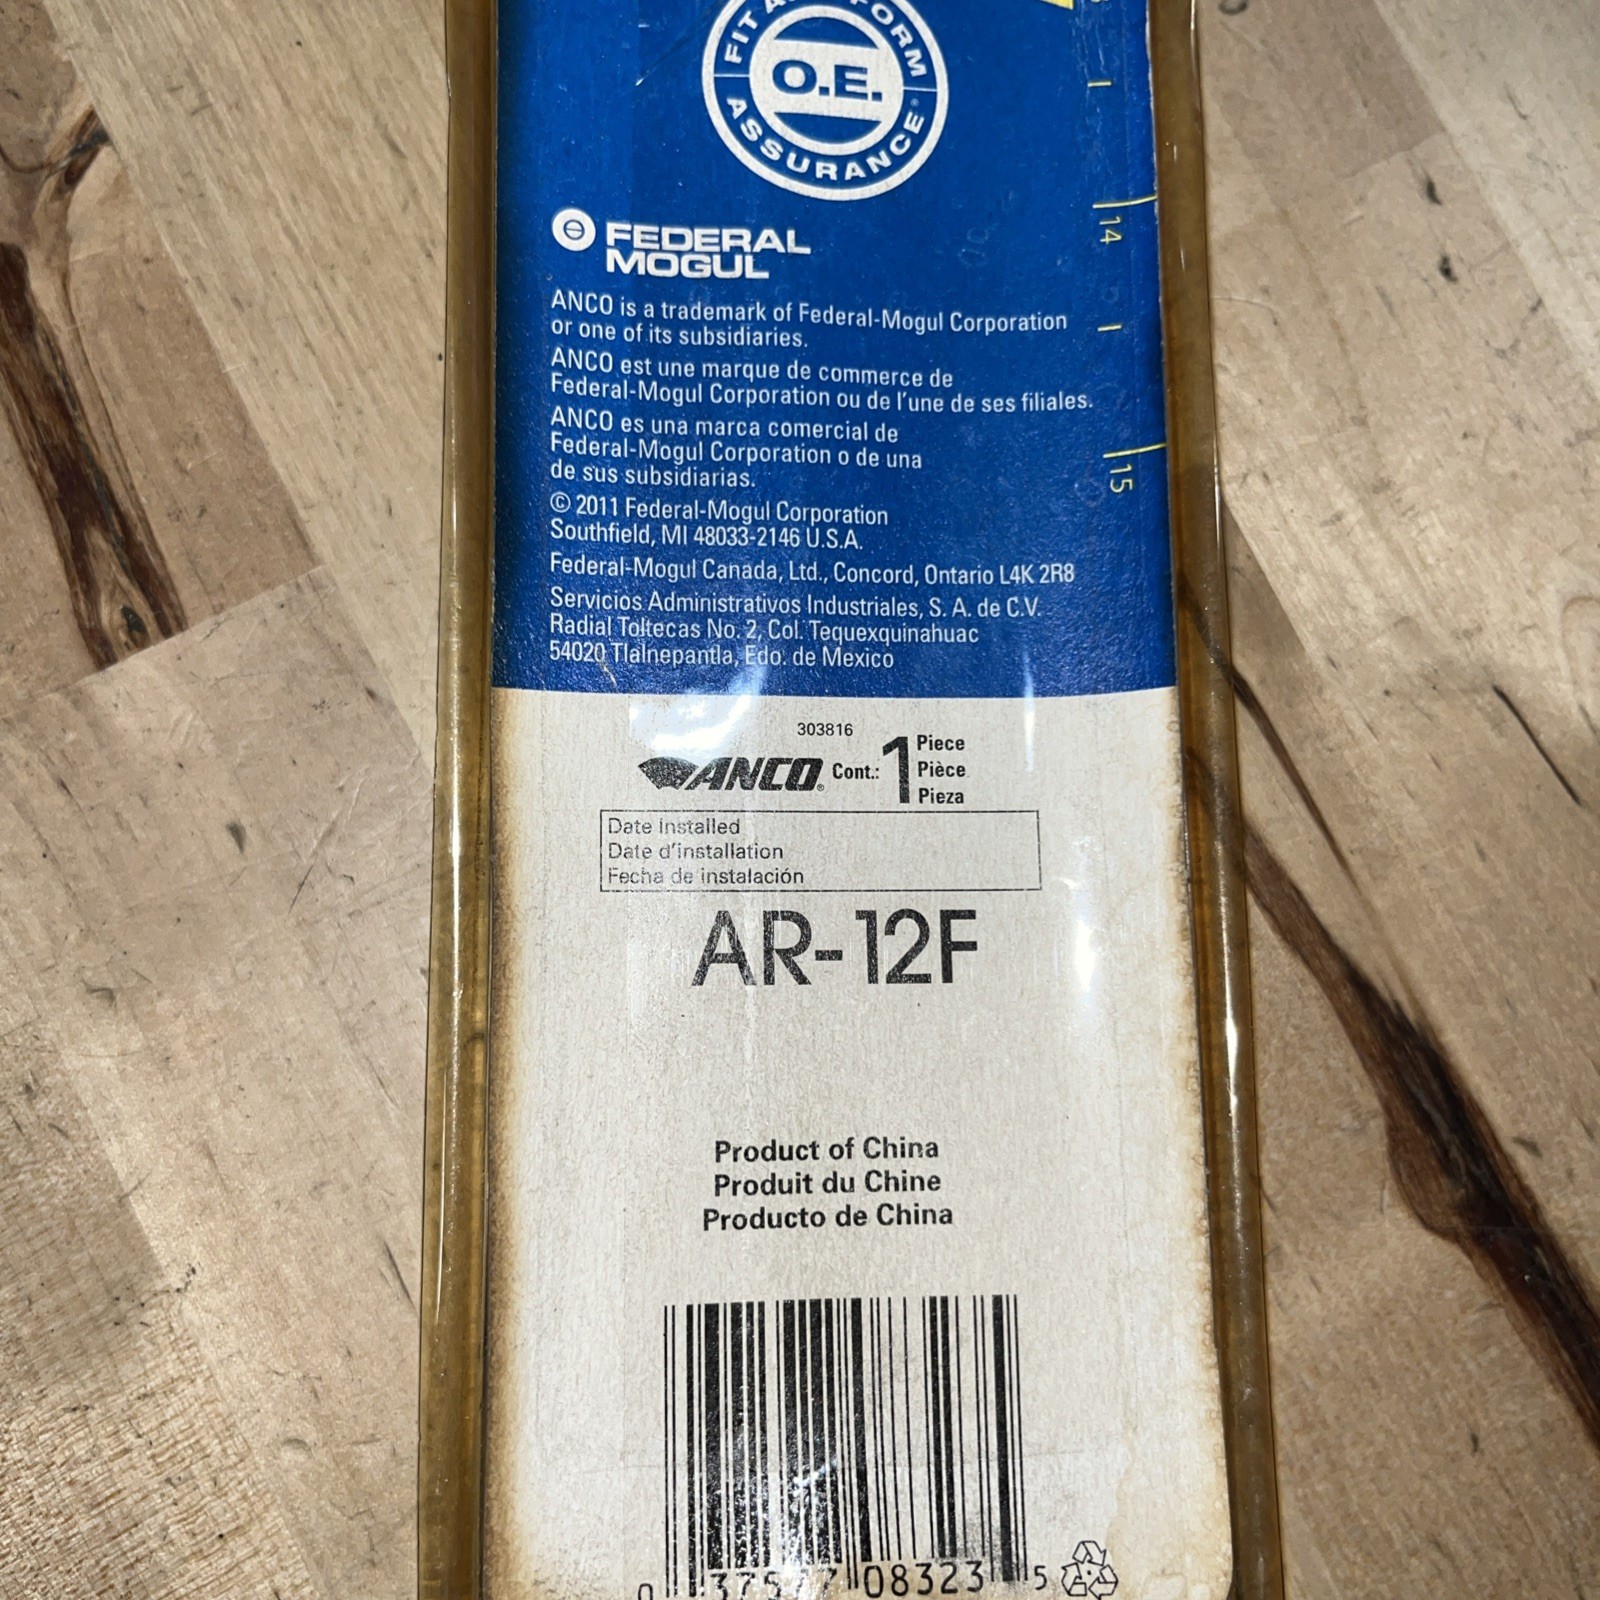 FIT A FORM
O.E.
ASSURANCE
FEDERAL
MOGUL
ANCO is a trademark of Federal-Mogul Corporation
or one of its subsidiaries.
ANCO est une marque de commerce de
Federal-Mogul Corporation ou de l'une de ses filiales.
ANCO es una marca comercial de
Federal-Mogul Corporation o de una
de sus subsidiarias.
© 2011 Federal-Mogul Corporation
Southfield, MI 48033-2146 U.S.A.
Federal-Mogul Canada, Ltd., Concord, Ontario L4K 2R8
Servicios Administrativos Industriales, S. A. de C.V.
Radial Toltecas No. 2, Col. Tequexquinahuac
54020 Tlalnepantla, Edo. de Mexico
14
15
303816
ANCO® Cont.: 1 Piece
Pièce
Pieza
Date Installed
Date d'installation
Fecha de instalación
AR-12F
Product of China
Produit du Chine
Producto de China
0 37577 08323 5